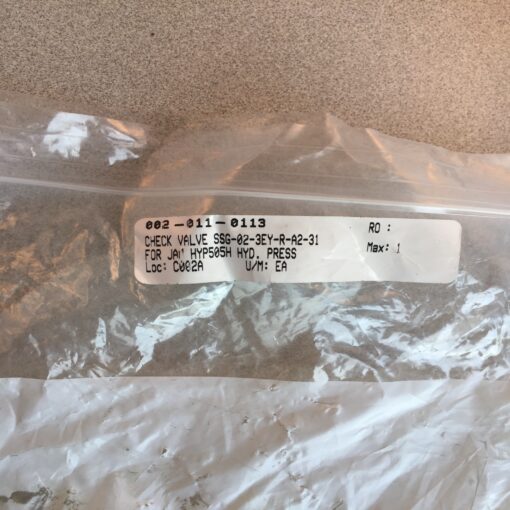 002-011-0113
RO :
CHECK VALVE SSG-02-3EY-R-A2-31
Max: 1
FOR JAM HYP505H HYD. PRESS
Loc: C002A U/M: EA